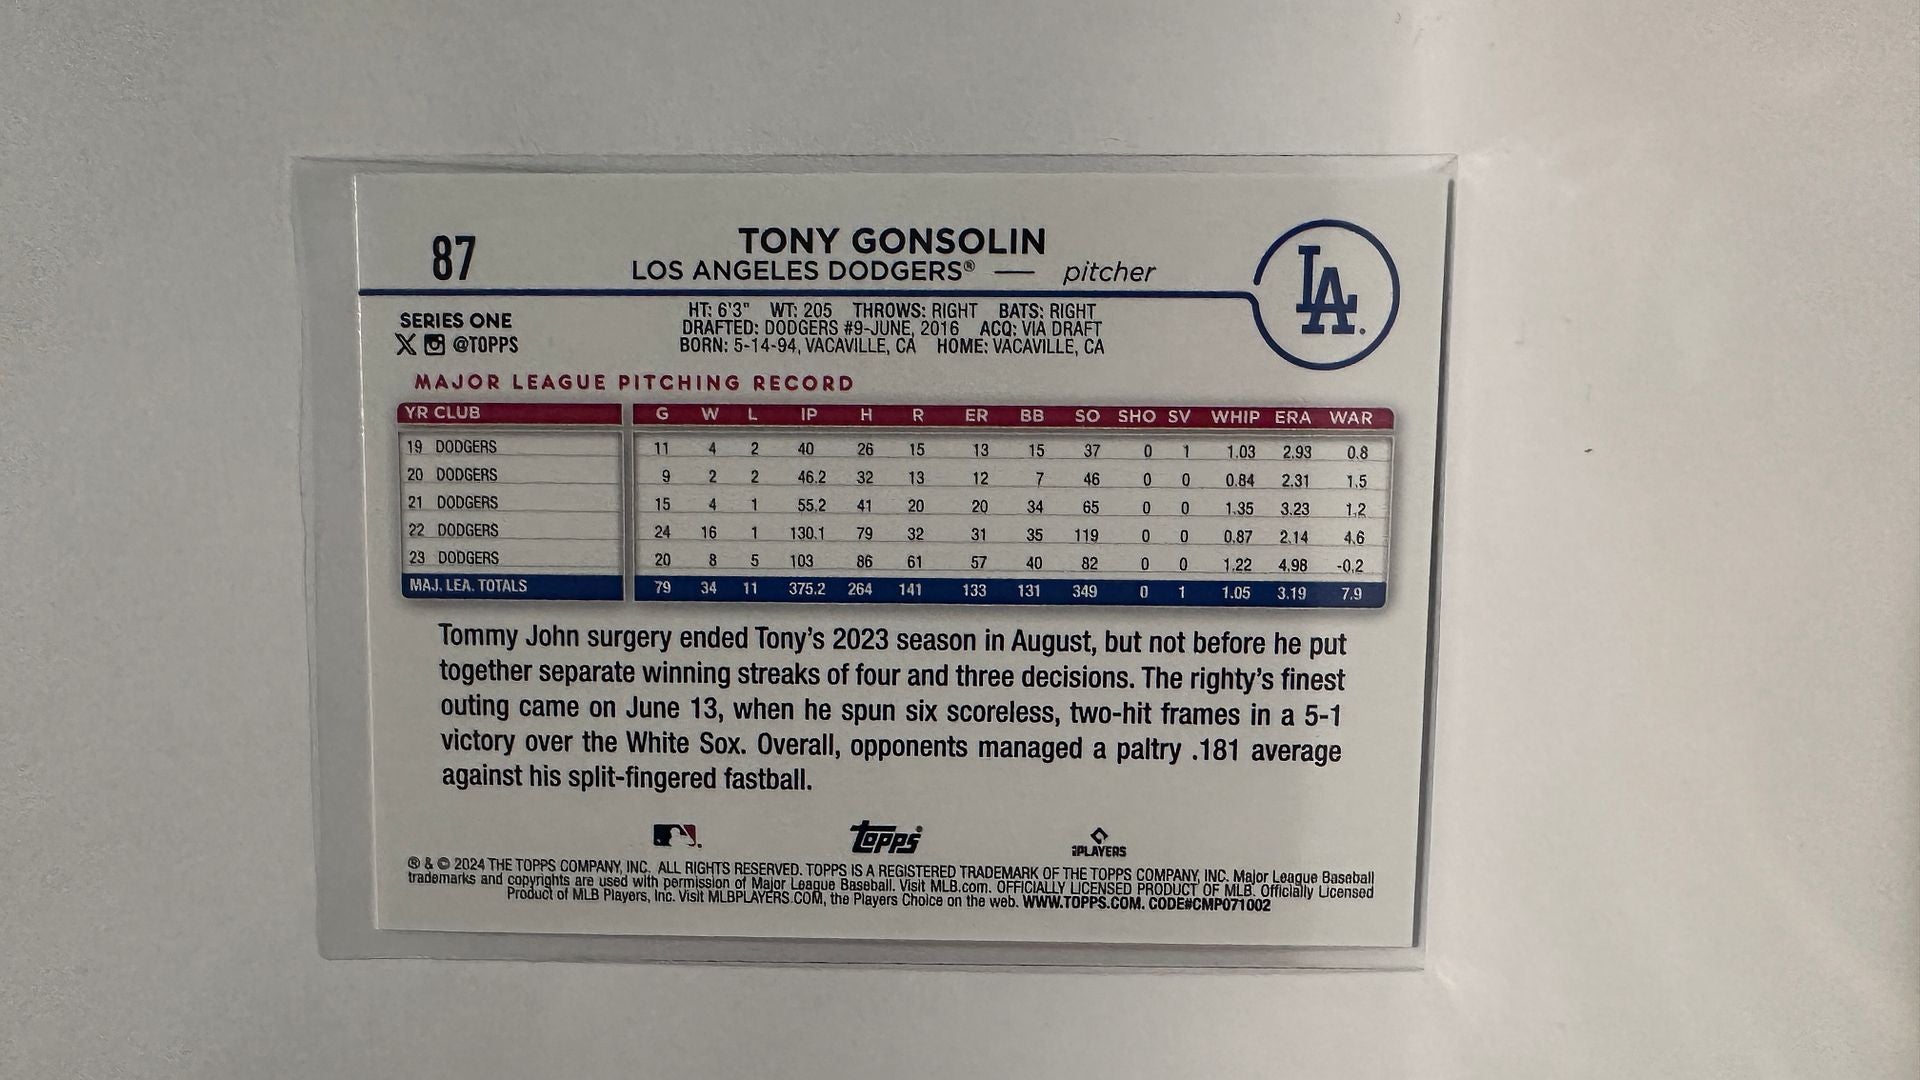 87
TONY GONSOLIN
LOS ANGELES DODGERS® — pitcher
LA
SERIES ONE
X @TOPPS
HT: 6'3" WT: 205 THROWS: RIGHT BATS: RIGHT
DRAFTED: DODGERS #9-JUNE, 2016 ACQ: VIA DRAFT
BORN: 5-14-94, VACAVILLE, CA HOME: VACAVILLE, CA
MAJOR LEAGUE PITCHING RECORD
YR CLUB G W L IP H R ER BB SO SHO SV WHIP ERA WAR
19 DODGERS 11 4 2 40 26 15 13 15 37 0 1 1.03 2.93 0.8
20 DODGERS 9 2 2 46.2 32 13 12 7 46 0 0 0.84 2.31 1.5
21 DODGERS 15 4 1 55.2 41 20 20 34 65 0 0 1.35 3.23 1.2
22 DODGERS 24 16 1 130.1 79 32 31 35 119 0 0 0.87 2.14 4.6
23 DODGERS 20 8 5 103 86 61 57 40 82 0 0 1.22 4.98 -0.2
MAJ. LEA. TOTALS 79 34 11 375.2 264 141 133 131 349 0 1 1.05 3.19 7.9
Tommy John surgery ended Tony's 2023 season in August, but not before he put
together separate winning streaks of four and three decisions. The righty's finest
outing came on June 13, when he spun six scoreless, two-hit frames in a 5-1
victory over the White Sox. Overall, opponents managed a paltry .181 average
against his split-fingered fastball.
topps
PLAYERS
® & © 2024 THE TOPPS COMPANY, INC. ALL RIGHTS RESERVED. TOPPS IS A REGISTERED TRADEMARK OF THE TOPPS COMPANY, INC. Major League Baseball
trademarks and copyrights are used with permission of Major League Baseball. Visit MLB.com. OFFICIALLY LICENSED PRODUCT OF MLB. Officially Licensed
Product of MLB Players, Inc. Visit MLBPLAYERS.COM, the Players Choice on the web. WWW.TOPPS.COM. CODE#CMP071002